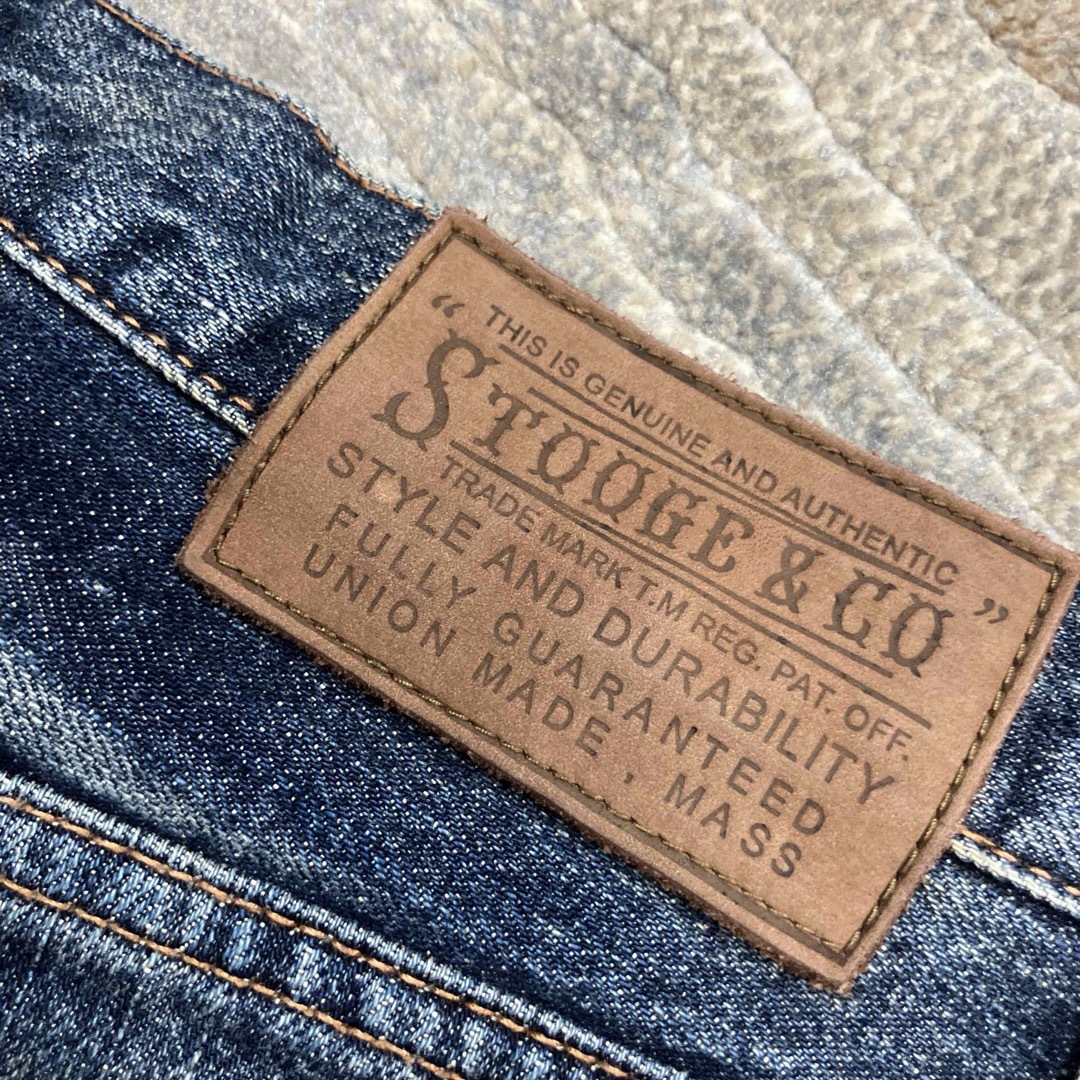 THIS IS GENUINE AND AUTHENTIC
“STOOGE & CO”
TRADE MARK T.M REG. PAT. OFF.
STYLE AND DURABILITY
FULLY GUARANTEED
UNION MADE , MASS